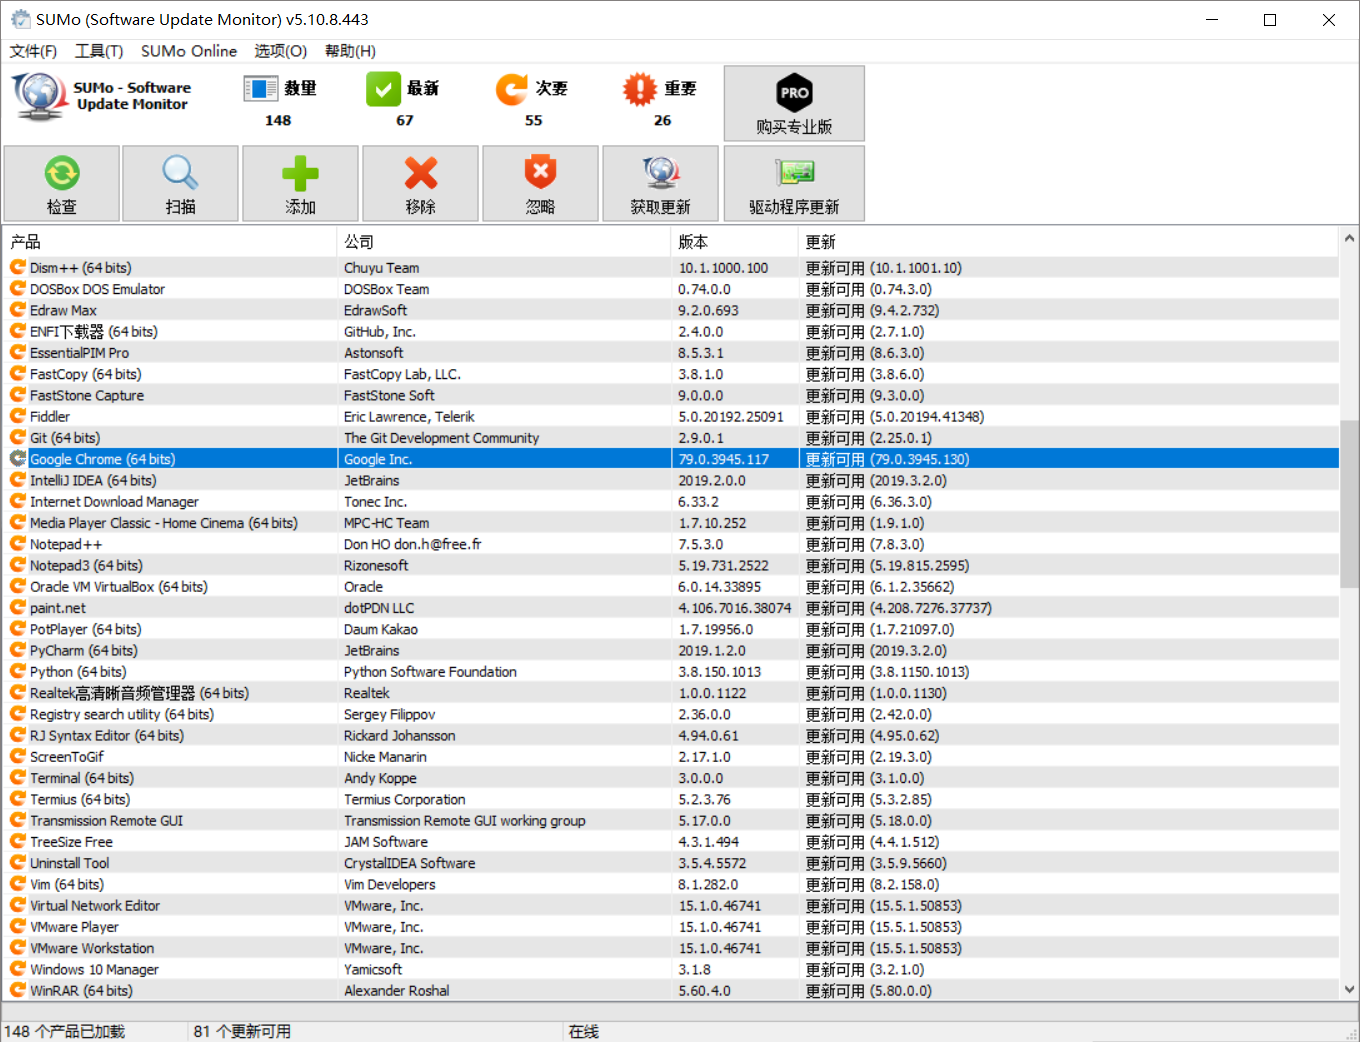 SUMo (Software Update Monitor) v5.10.8.443
文件(F) 工具(T) SUMo Online 选项(O) 帮助(H)
SUMo - Software Update Monitor
数量 148
最新 67
次要 55
重要 26
PRO 购买专业版
检查 扫描 添加 移除 忽略 获取更新 驱动程序更新
产品 公司 版本 更新
Dism++ (64 bits) Chuyu Team 10.1.1000.100 更新可用 (10.1.1001.10)
DOSBox DOS Emulator DOSBox Team 0.74.0.0 更新可用 (0.74.3.0)
Edraw Max EdrawSoft 9.2.0.693 更新可用 (9.4.2.732)
ENFI下载器 (64 bits) GitHub, Inc. 2.4.0.0 更新可用 (2.7.1.0)
EssentialPIM Pro Astonsoft 8.5.3.1 更新可用 (8.6.3.0)
FastCopy (64 bits) FastCopy Lab, LLC. 3.8.1.0 更新可用 (3.8.6.0)
FastStone Capture FastStone Soft 9.0.0.0 更新可用 (9.3.0.0)
Fiddler Eric Lawrence, Telerik 5.0.20192.25091 更新可用 (5.0.20194.41348)
Git (64 bits) The Git Development Community 2.9.0.1 更新可用 (2.25.0.1)
Google Chrome (64 bits) Google Inc. 79.0.3945.117 更新可用 (79.0.3945.130)
IntelliJ IDEA (64 bits) JetBrains 2019.2.0.0 更新可用 (2019.3.2.0)
Internet Download Manager Tonec Inc. 6.33.2 更新可用 (6.36.3.0)
Media Player Classic - Home Cinema (64 bits) MPC-HC Team 1.7.10.252 更新可用 (1.9.1.0)
Notepad++ Don HO don.h@free.fr 7.5.3.0 更新可用 (7.8.3.0)
Notepad3 (64 bits) Rizonesoft 5.19.731.2522 更新可用 (5.19.815.2595)
Oracle VM VirtualBox (64 bits) Oracle 6.0.14.33895 更新可用 (6.1.2.35662)
paint.net dotPDN LLC 4.106.7016.38074 更新可用 (4.208.7276.37737)
PotPlayer (64 bits) Daum Kakao 1.7.19956.0 更新可用 (1.7.21097.0)
PyCharm (64 bits) JetBrains 2019.1.2.0 更新可用 (2019.3.2.0)
Python (64 bits) Python Software Foundation 3.8.150.1013 更新可用 (3.8.1150.1013)
Realtek高清晰音频管理器 (64 bits) Realtek 1.0.0.1122 更新可用 (1.0.0.1130)
Registry search utility (64 bits) Sergey Filippov 2.36.0.0 更新可用 (2.42.0.0)
RJ Syntax Editor (64 bits) Rickard Johansson 4.94.0.61 更新可用 (4.95.0.62)
ScreenToGif Nicke Manarin 2.17.1.0 更新可用 (2.19.3.0)
Terminal (64 bits) Andy Koppe 3.0.0.0 更新可用 (3.1.0.0)
Termius (64 bits) Termius Corporation 5.2.3.76 更新可用 (5.3.2.85)
Transmission Remote GUI Transmission Remote GUI working group 5.17.0.0 更新可用 (5.18.0.0)
TreeSize Free JAM Software 4.3.1.494 更新可用 (4.4.1.512)
Uninstall Tool CrystalIDEA Software 3.5.4.5572 更新可用 (3.5.9.5660)
Vim (64 bits) Vim Developers 8.1.282.0 更新可用 (8.2.158.0)
Virtual Network Editor VMware, Inc. 15.1.0.46741 更新可用 (15.5.1.50853)
VMware Player VMware, Inc. 15.1.0.46741 更新可用 (15.5.1.50853)
VMware Workstation VMware, Inc. 15.1.0.46741 更新可用 (15.5.1.50853)
Windows 10 Manager Yamicsoft 3.1.8 更新可用 (3.2.1.0)
WinRAR (64 bits) Alexander Roshal 5.60.4.0 更新可用 (5.80.0.0)
148 个产品已加载 81 个更新可用 在线